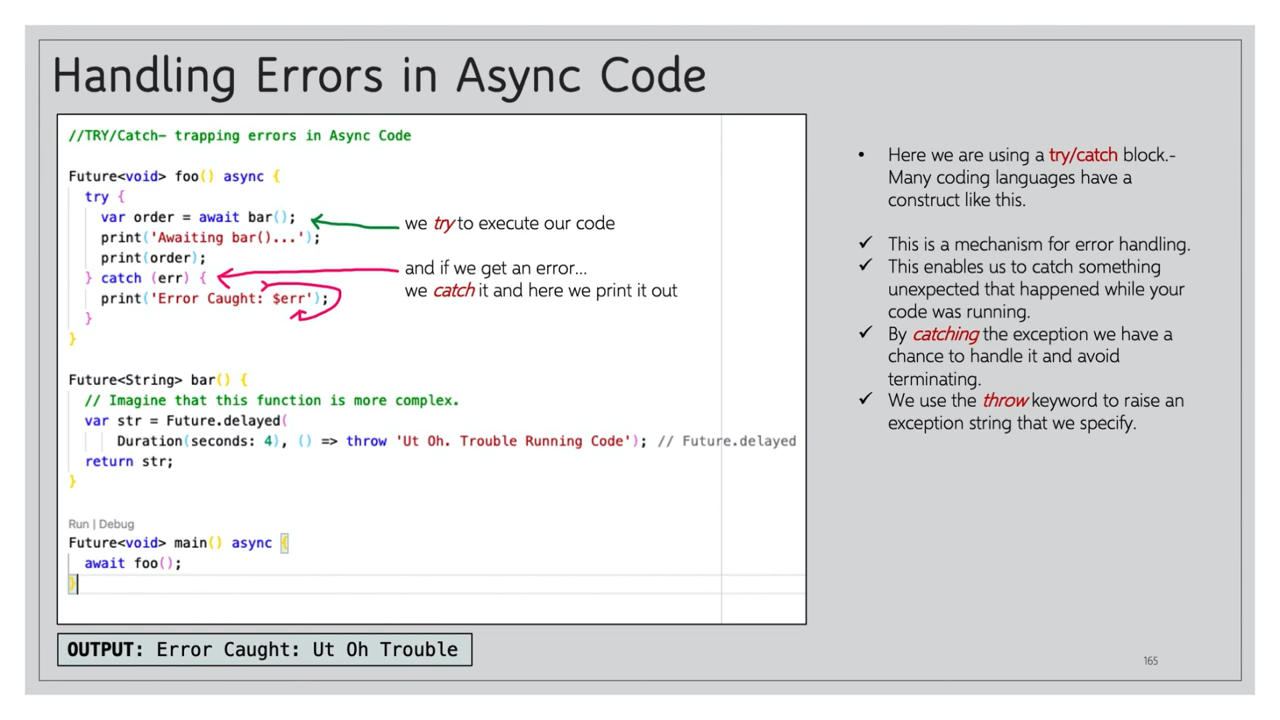 Handling Errors in Async Code
//TRY/Catch– trapping errors in Async Code
Future<void> foo() async {
try {
var order = await bar();
print('Awaiting bar()...');
print(order);
} catch (err) {
print('Error Caught: $err');
}
}
we try to execute our code
and if we get an error...
we catch it and here we print it out
Future<String> bar() {
// Imagine that this function is more complex.
var str = Future.delayed(
Duration(seconds: 4), () => throw 'Ut Oh. Trouble Running Code'); // Future.delayed
return str;
}
Run | Debug
Future<void> main() async {
await foo();
}
OUTPUT: Error Caught: Ut Oh Trouble
• Here we are using a try/catch block.-
Many coding languages have a
construct like this.
✓ This is a mechanism for error handling.
✓ This enables us to catch something
unexpected that happened while your
code was running.
✓ By catching the exception we have a
chance to handle it and avoid
terminating.
✓ We use the throw keyword to raise an
exception string that we specify.
165